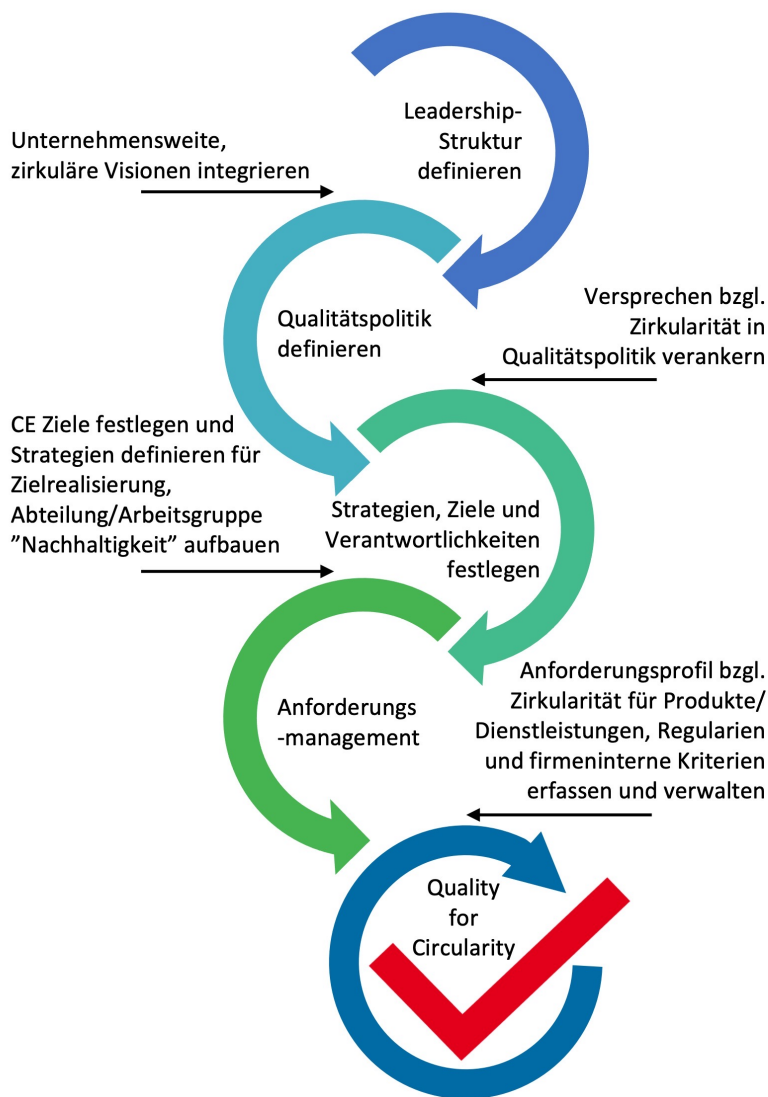 Leadership-
Struktur
definieren
Unternehmensweite,
zirkuläre Visionen integrieren
Qualitätspolitik
definieren
Versprechen bzgl.
Zirkularität in
Qualitätspolitik verankern
CE Ziele festlegen und
Strategien definieren für
Zielrealisierung,
Abteilung/Arbeitsgruppe
”Nachhaltigkeit” aufbauen
Strategien, Ziele und
Verantwortlichkeiten
festlegen
Anforderungsprofil bzgl.
Zirkularität für Produkte/
Dienstleistungen, Regularien
und firmeninterne Kriterien
erfassen und verwalten
Anforderungs
-management
Quality
for
Circularity